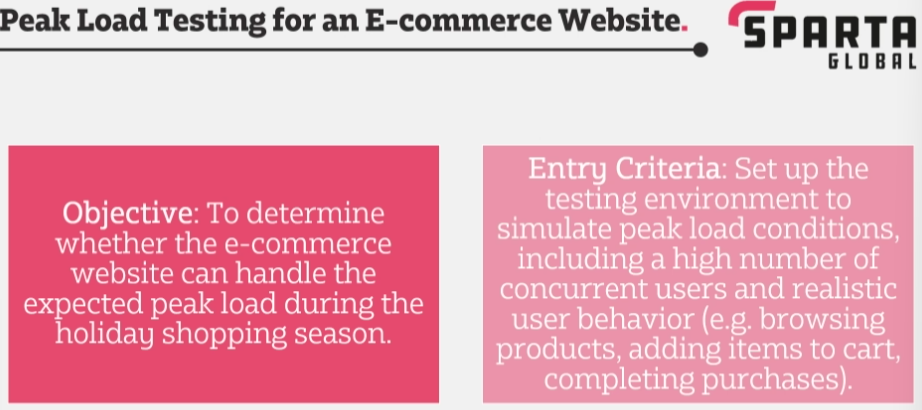 Peak Load Testing for an E-commerce Website.
SPARTA
GLOBAL
Objective: To determine
whether the e-commerce
website can handle the
expected peak load during the
holiday shopping season.
Entry Criteria: Set up the
testing environment to
simulate peak load conditions,
including a high number of
concurrent users and realistic
user behavior (e.g. browsing
products, adding items to cart,
completing purchases).